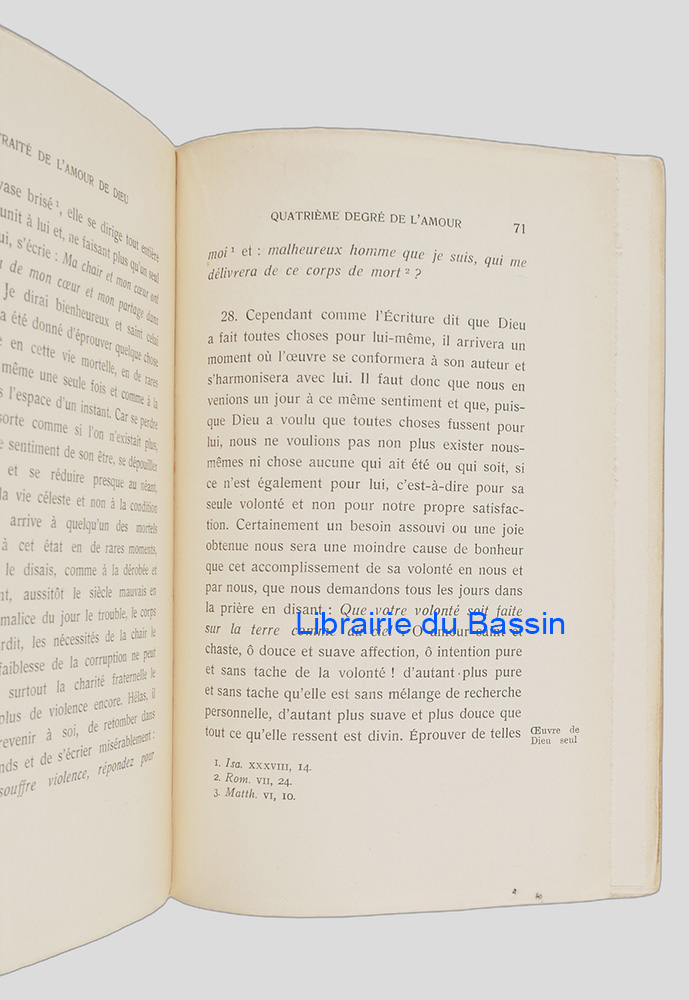 TRAITÉ DE L'AMOUR DE DIEU
vase brisé ¹, elle se dirige tout entière
unit à lui et, ne faisant plus qu'un seul
s'écrie : Ma chair et mon cœur ont
de mon cœur et mon partage dans
Je dirai bienheureux et saint celui
a été donné d'éprouver quelque chose
en cette vie mortelle, en de rares
même une seule fois et comme à la
l'espace d'un instant. Car se perdre
sorte comme si l'on n'existait plus,
sentiment de son être, se dépouiller
et se réduire presque au néant,
la vie céleste et non à la condition
arrive à quelqu'un des mortels
à cet état en de rares moments,
le disais, comme à la dérobée et
aussitôt le siècle mauvais en
malice du jour le trouble, le corps
les nécessités de la chair le
faiblesse de la corruption ne peut
surtout la charité fraternelle le
plus de violence encore. Hélas, il
revenir à soi, de retomber dans
et de s'écrier misérablement :
souffre violence, répondez pour
QUATRIÈME DEGRÉ DE L'AMOUR 71
moi ¹ et : malheureux homme que je suis, qui me
délivrera de ce corps de mort ² ?
28. Cependant comme l'Écriture dit que Dieu
a fait toutes choses pour lui-même, il arrivera un
moment où l'œuvre se conformera à son auteur et
s'harmonisera avec lui. Il faut donc que nous en
venions un jour à ce même sentiment et que, puis-
que Dieu a voulu que toutes choses fussent pour
lui, nous ne voulions pas non plus exister nous-
mêmes ni chose aucune qui ait été ou qui soit, si
ce n'est également pour lui, c'est-à-dire pour sa
seule volonté et non pour notre propre satisfac-
tion. Certainement un besoin assouvi ou une joie
obtenue nous sera une moindre cause de bonheur
que cet accomplissement de sa volonté en nous et
par nous, que nous demandons tous les jours dans
la prière en disant : Que votre volonté soit faite
sur la terre comme au ciel ³. O amour saint et
Librairie du Bassin
chaste, ô douce et suave affection, ô intention pure
et sans tache de la volonté ! d'autant plus pure
et sans tache qu'elle est sans mélange de recherche
personnelle, d'autant plus suave et plus douce que
tout ce qu'elle ressent est divin. Éprouver de telles
Œuvre de
Dieu seul
1. Isa. XXXVIII, 14.
2. Rom. VII, 24.
3. Matth. VI, 10.